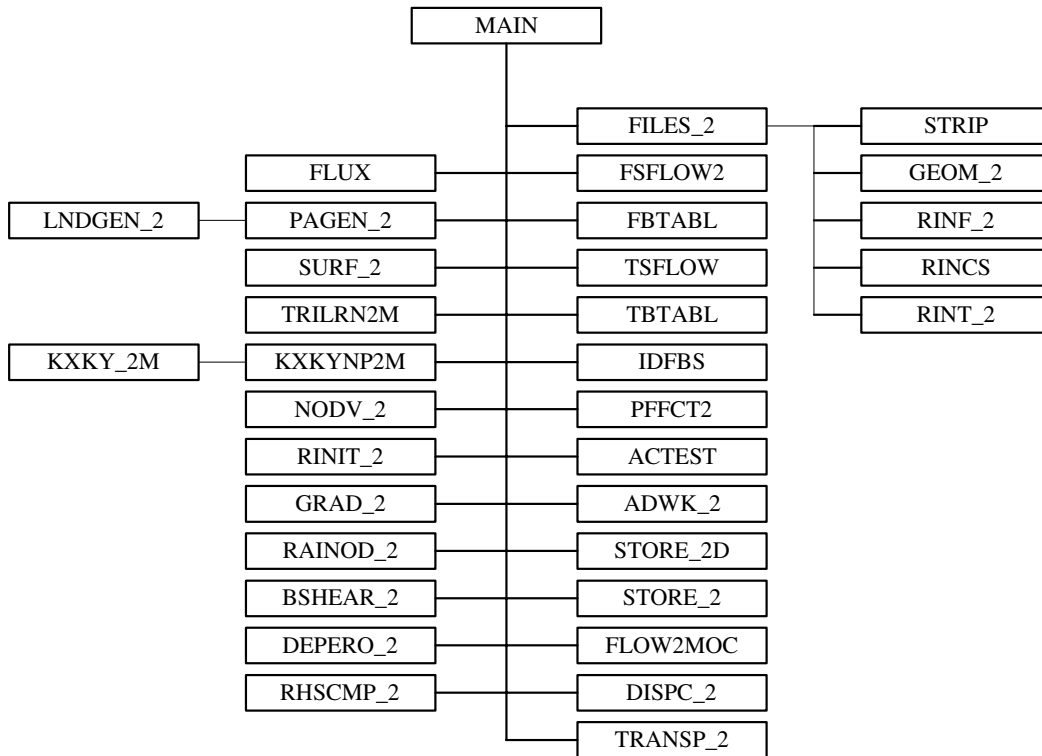 MAIN
FILES_2 STRIP
FLUX FSFLOW2 GEOM_2
LNDGEN_2 PAGEN_2 FBTABL RINF_2
SURF_2 TSFLOW RINCS
TRILRN2M TBTABL RINT_2
KXKY_2M KXKYNP2M IDFBS
NODV_2 PFFCT2
RINIT_2 ACTEST
GRAD_2 ADWK_2
RAINOD_2 STORE_2D
BSHEAR_2 STORE_2
DEPERO_2 FLOW2MOC
RHSCMP_2 DISPC_2
TRANSP_2